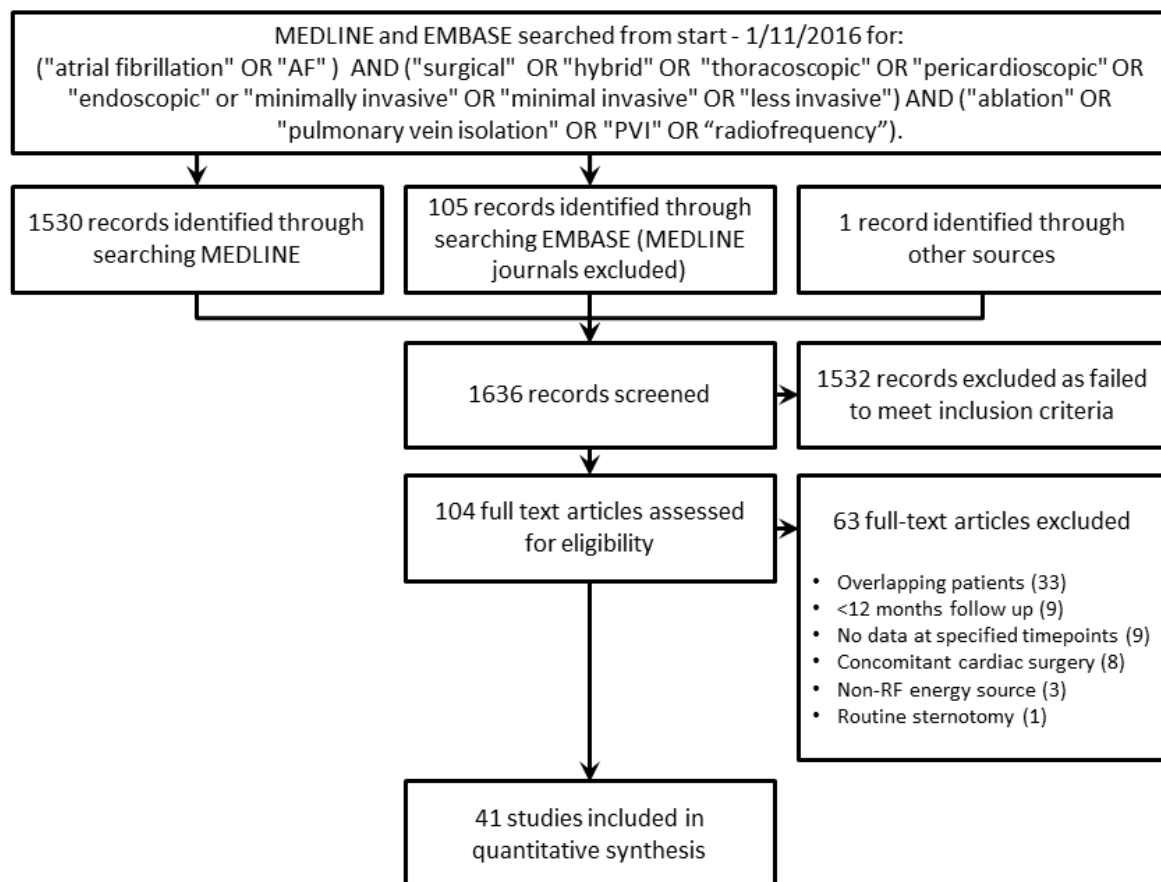 MEDLINE and EMBASE searched from start - 1/11/2016 for:
("atrial fibrillation" OR "AF" )  AND ("surgical"  OR "hybrid" OR  "thoracoscopic" OR "pericardioscopic" OR
"endoscopic" or "minimally invasive" OR "minimal invasive" OR "less invasive") AND ("ablation" OR
"pulmonary vein isolation" OR "PVI" OR “radiofrequency”).
1530 records identified through
searching MEDLINE
105 records identified through
searching EMBASE (MEDLINE
journals excluded)
1 record identified through
other sources
1636 records screened
1532 records excluded as failed
to meet inclusion criteria
104 full text articles assessed
for eligibility
63 full-text articles excluded
• Overlapping patients (33)
• <12 months follow up (9)
• No data at specified timepoints (9)
• Concomitant cardiac surgery (8)
• Non-RF energy source (3)
• Routine sternotomy (1)
41 studies included in
quantitative synthesis